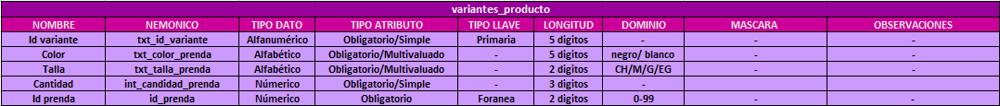 variantes_producto
NOMBRE NEMONICO TIPO DATO TIPO ATRIBUTO TIPO LLAVE LONGITUD DOMINIO MASCARA OBSERVACIONES
Id variante txt_id_variante Alfanumérico Obligatorio/Simple Primaria 5 digitos - - -
Color txt_color_prenda Alfabético Obligatorio/Multivaluado - 5 digitos negro/ blanco - -
Talla txt_talla_prenda Alfabético Obligatorio/Multivaluado - 2 digitos CH/M/G/EG - -
Cantidad int_candidad_prenda Númerico Obligatorio/Simple - 3 digitos -
Id prenda id_prenda Númerico Obligatorio Foranea 2 digitos 0-99 - -